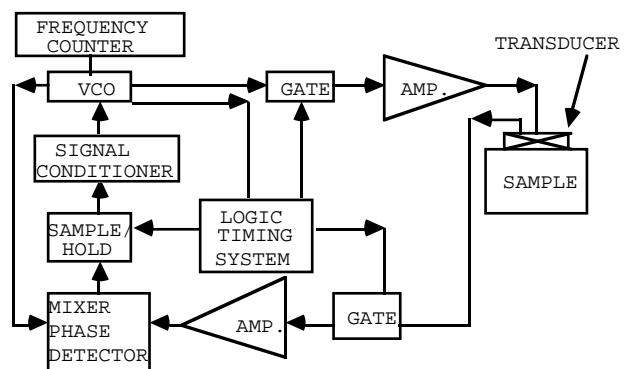 FREQUENCY
COUNTER
TRANSDUCER
VCO
GATE
AMP.
SIGNAL
CONDITIONER
SAMPLE
SAMPLE/
HOLD
LOGIC
TIMING
SYSTEM
MIXER
PHASE
DETECTOR
AMP.
GATE